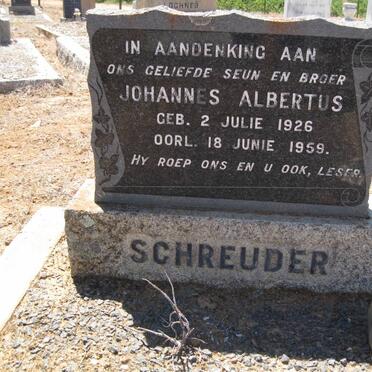 IN AANDENKING AAN
ONS GELIEFDE SEUN EN BROER
JOHANNES ALBERTUS
GEB. 2 JULIE 1926
OORL. 18 JUNIE 1959.
HY ROEP ONS EN U OOK, LESER
SCHREUDER